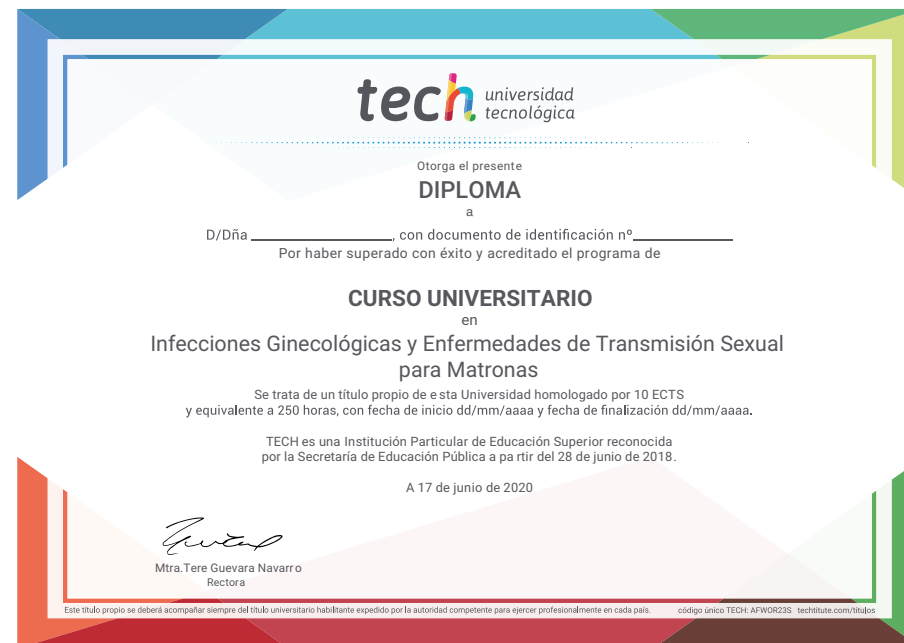 tech universidad
tecnológica
Otorga el presente
DIPLOMA
a
D/Dña ____________, con documento de identificación nº____________
Por haber superado con éxito y acreditado el programa de
CURSO UNIVERSITARIO
en
Infecciones Ginecológicas y Enfermedades de Transmisión Sexual
para Matronas
Se trata de un título propio de esta Universidad homologado por 10 ECTS
y equivalente a 250 horas, con fecha de inicio dd/mm/aaaa y fecha de finalización dd/mm/aaaa.
TECH es una Institución Particular de Educación Superior reconocida
por la Secretaría de Educación Pública a partir del 28 de junio de 2018.
A 17 de junio de 2020
Mtra.Tere Guevara Navarro
Rectora
Este título propio se deberá acompañar siempre del título universitario habilitante expedido por la autoridad competente para ejercer profesionalmente en cada país. código único TECH: AFWOR23S techtitute.com/titulos